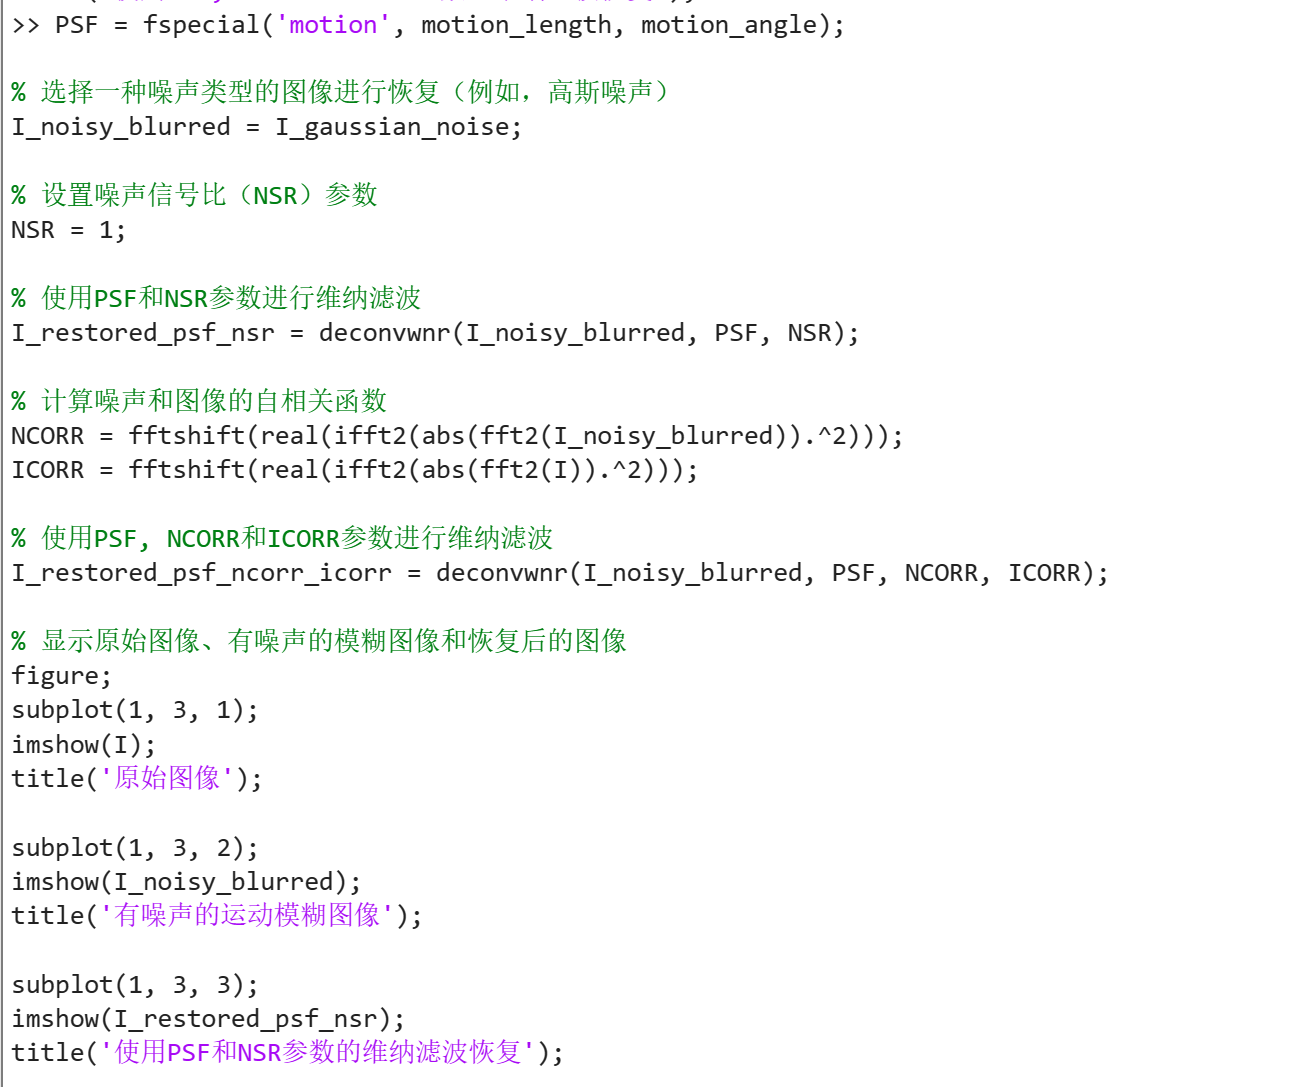 >> PSF = fspecial('motion', motion_length, motion_angle);
% 选择一种噪声类型的图像进行恢复（例如，高斯噪声）
I_noisy_blurred = I_gaussian_noise;
% 设置噪声信号比（NSR）参数
NSR = 1;
% 使用PSF和NSR参数进行维纳滤波
I_restored_psf_nsr = deconvwnr(I_noisy_blurred, PSF, NSR);
% 计算噪声和图像的自相关函数
NCORR = fftshift(real(ifft2(abs(fft2(I_noisy_blurred)).^2)));
ICORR = fftshift(real(ifft2(abs(fft2(I)).^2)));
% 使用PSF, NCORR和ICORR参数进行维纳滤波
I_restored_psf_ncorr_icorr = deconvwnr(I_noisy_blurred, PSF, NCORR, ICORR);
% 显示原始图像、有噪声的模糊图像和恢复后的图像
figure;
subplot(1, 3, 1);
imshow(I);
title('原始图像');
subplot(1, 3, 2);
imshow(I_noisy_blurred);
title('有噪声的运动模糊图像');
subplot(1, 3, 3);
imshow(I_restored_psf_nsr);
title('使用PSF和NSR参数的维纳滤波恢复');